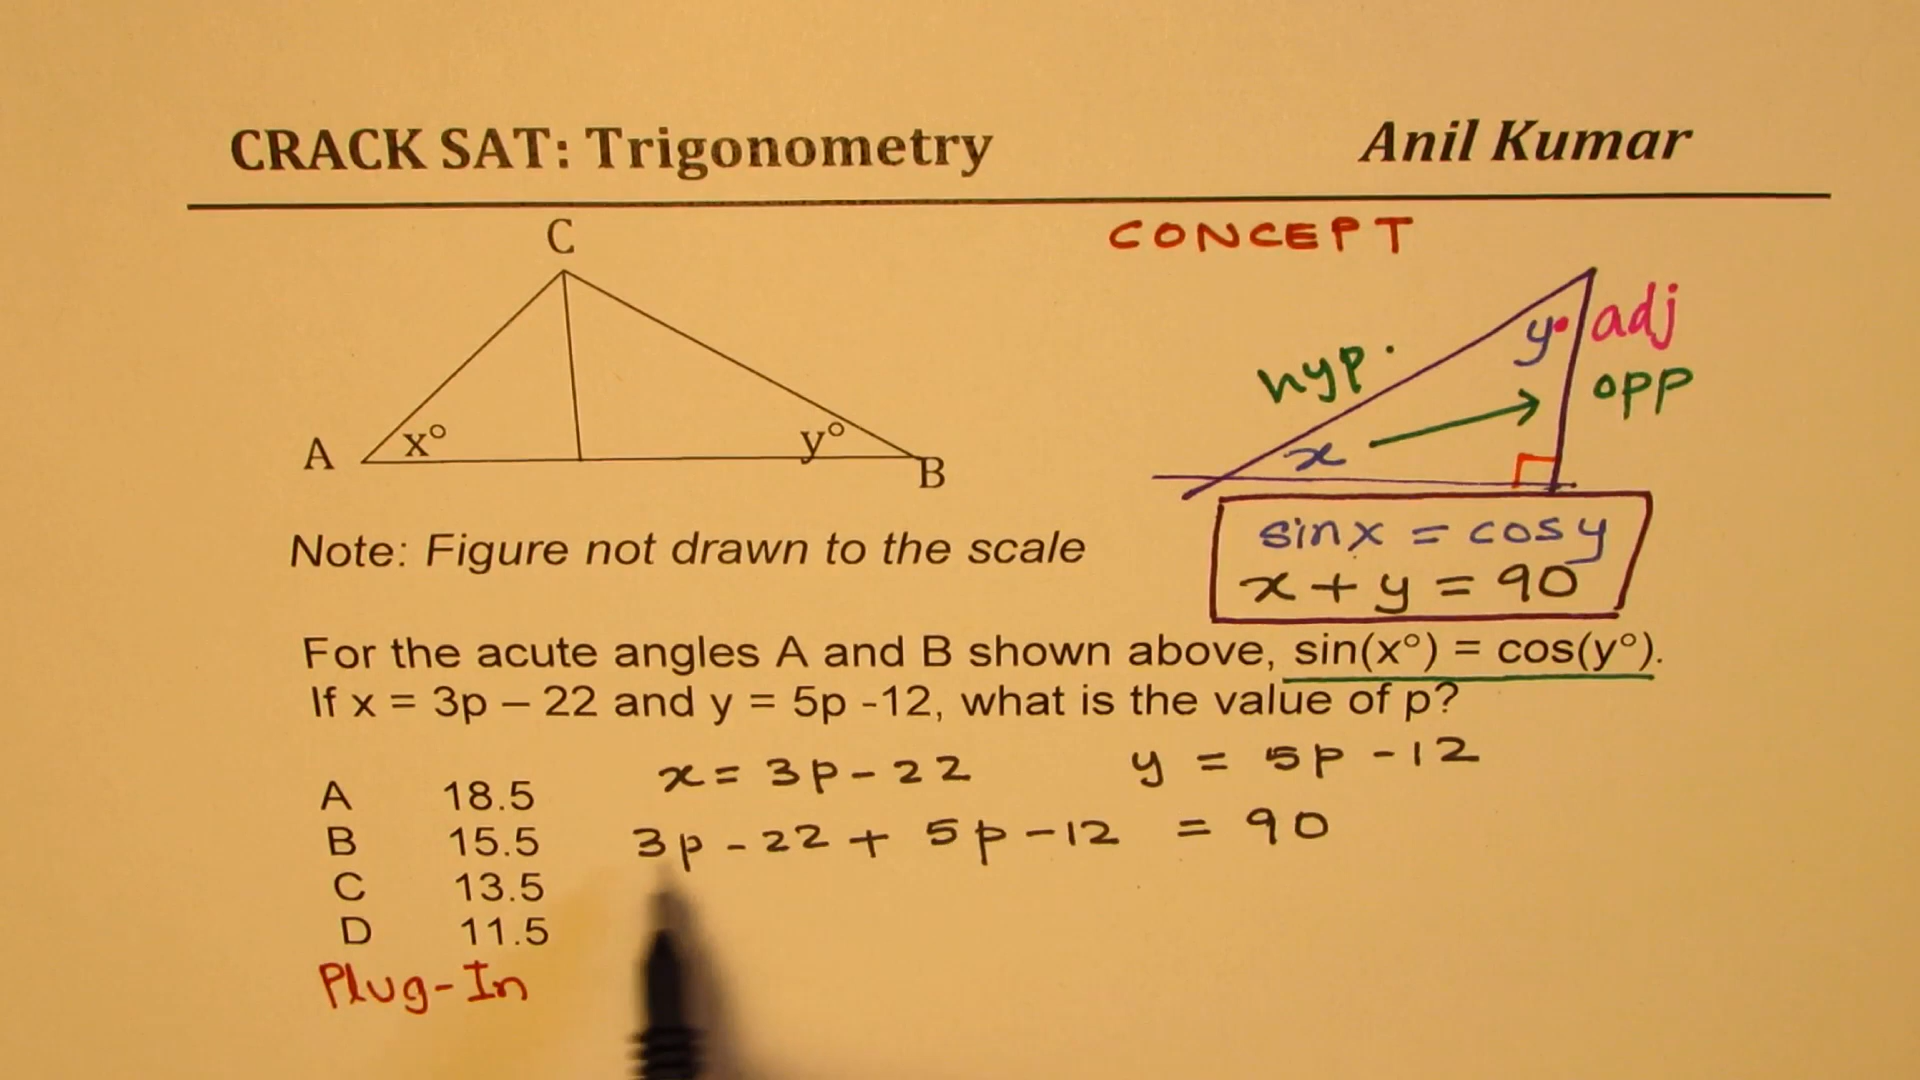 CRACK SAT: Trigonometry Anil Kumar
CONCEPT
C
A x° y° B
hyp.
y adj
opp
x
sinx = cosy
x + y = 90
Note: Figure not drawn to the scale
For the acute angles A and B shown above, sin(x°) = cos(y°).
If x = 3p – 22 and y = 5p -12, what is the value of p?
x = 3p - 22 y = 5p - 12
3p - 22 + 5p - 12 = 90
A 18.5
B 15.5
C 13.5
D 11.5
Plug-In